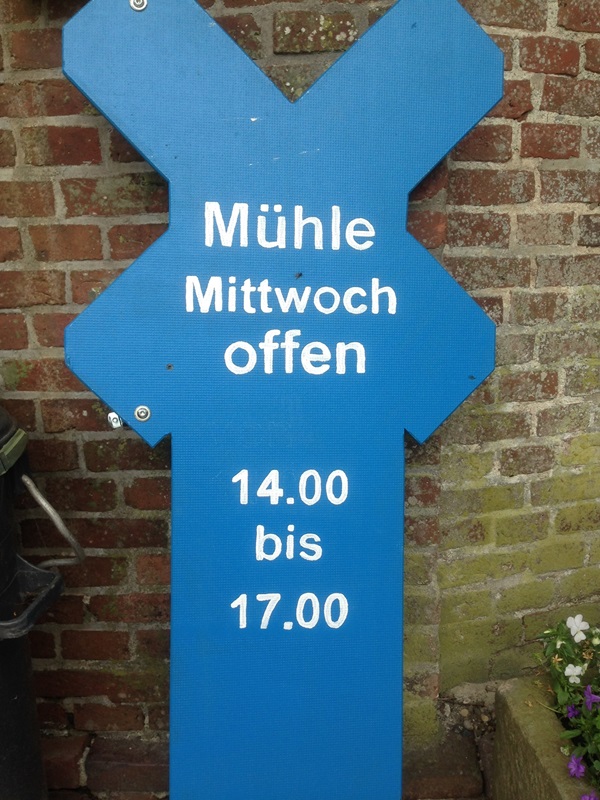 Mühle
Mittwoch
offen
14.00
bis
17.00